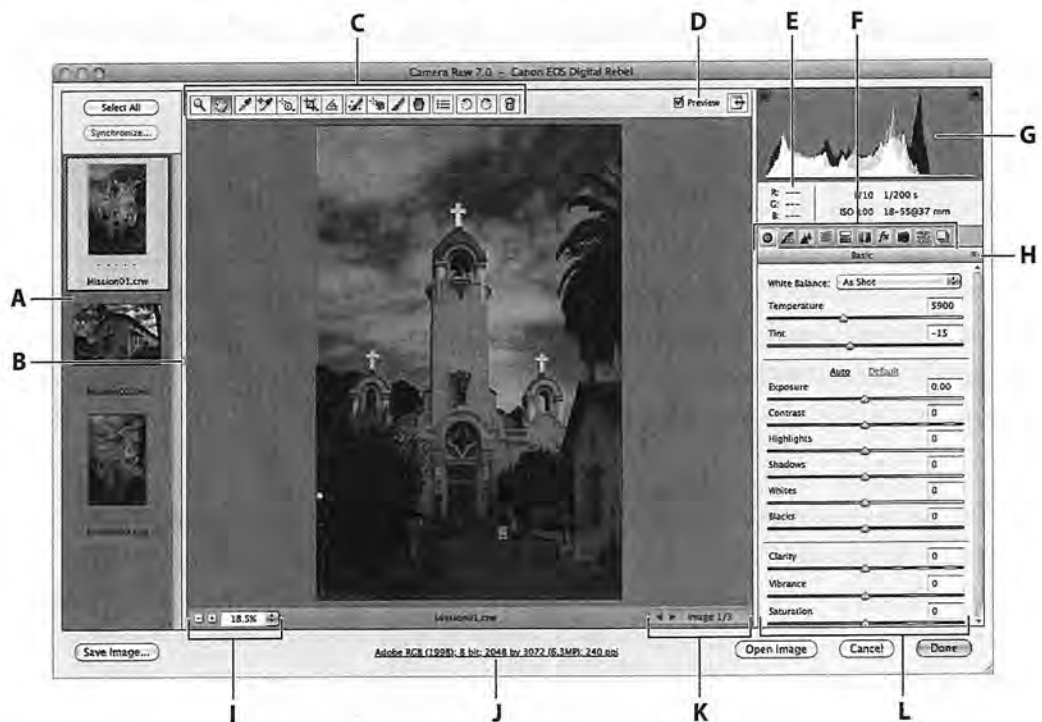 C
D
E
F
Camera Raw 7.0 – Canon EOS Digital Rebel
Select All
Synchronize...
Preview
G
R: ---
G: ---
B: ---
f/10 1/200 s
ISO 100 18-55@37 mm
Basic
H
Mission01.crw
A
B
White Balance: As Shot
Temperature 5900
Tint -15
Auto Default
Exposure 0.00
Contrast 0
Highlights 0
Shadows 0
Whites 0
Blacks 0
Clarity 0
Vibrance 0
Saturation 0
18.5%
Mission01.crw
Image 1/3
Save Image...
Adobe RGB (1998); 8 bit; 2048 by 3072 (6.3MP); 240 ppi
Open Image
Cancel
Done
I
J
K
L